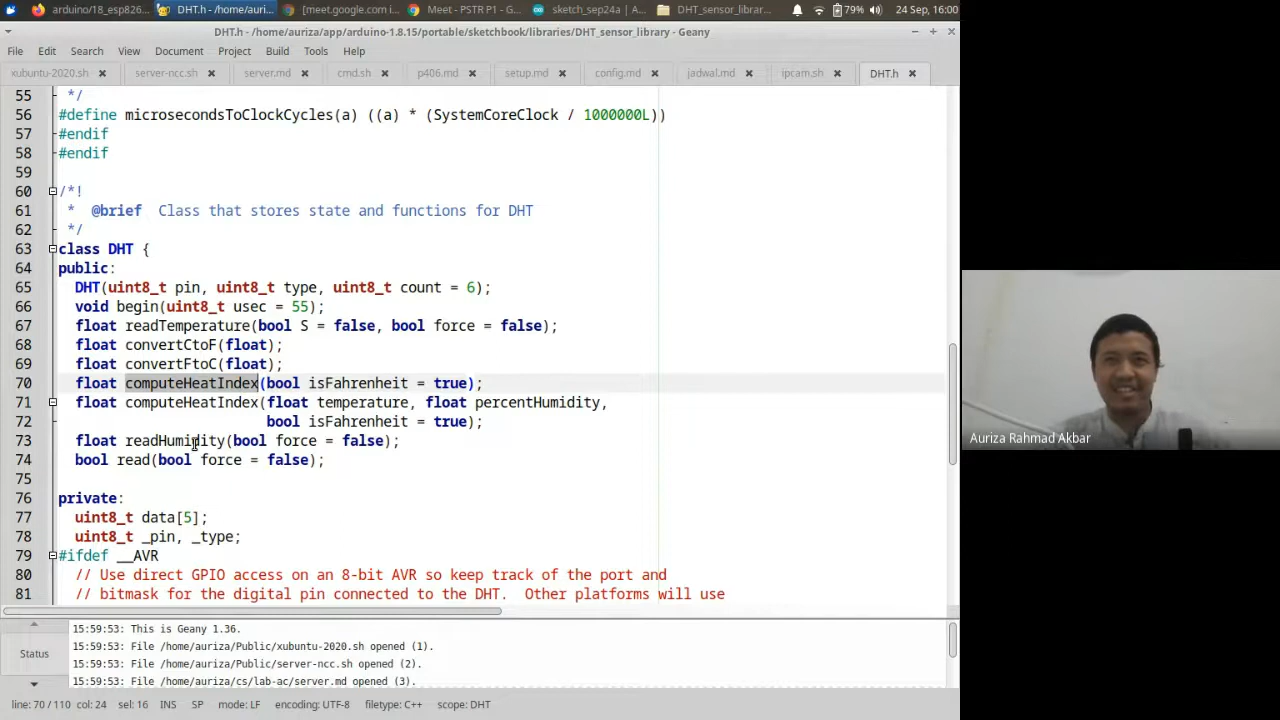 arduino/18_esp826...
DHT.h - /home/auri...
[meet.google.com i...
Meet - PSTR P1 - G...
sketch_sep24a | A...
DHT_sensor_librar...
79%
24 Sep, 16:00
DHT.h - /home/auriza/app/arduino-1.8.15/portable/sketchbook/libraries/DHT_sensor_library - Geany
File Edit Search View Document Project Build Tools Help
xubuntu-2020.sh server-ncc.sh server.md cmd.sh p406.md setup.md config.md jadwal.md ipcam.sh DHT.h
55 */
56 #define microsecondsToClockCycles(a) ((a) * (SystemCoreClock / 1000000L))
57 #endif
58 #endif
59
60 /*!
61 * @brief Class that stores state and functions for DHT
62 */
63 class DHT {
64 public:
65 DHT(uint8_t pin, uint8_t type, uint8_t count = 6);
66 void begin(uint8_t usec = 55);
67 float readTemperature(bool S = false, bool force = false);
68 float convertCtoF(float);
69 float convertFtoC(float);
70 float computeHeatIndex(bool isFahrenheit = true);
71 float computeHeatIndex(float temperature, float percentHumidity,
72 bool isFahrenheit = true);
73 float readHumidity(bool force = false);
74 bool read(bool force = false);
75
76 private:
77 uint8_t data[5];
78 uint8_t _pin, _type;
79 #ifdef __AVR
80 // Use direct GPIO access on an 8-bit AVR so keep track of the port and
81 // bitmask for the digital pin connected to the DHT. Other platforms will use
Status
15:59:53: This is Geany 1.36.
15:59:53: File /home/auriza/Public/xubuntu-2020.sh opened (1).
15:59:53: File /home/auriza/Public/server-ncc.sh opened (2).
15:59:53: File /home/auriza/cs/lab-ac/server.md opened (3).
line: 70 / 110 col: 24 sel: 16 INS SP mode: LF encoding: UTF-8 filetype: C++ scope: DHT
Auriza Rahmad Akbar